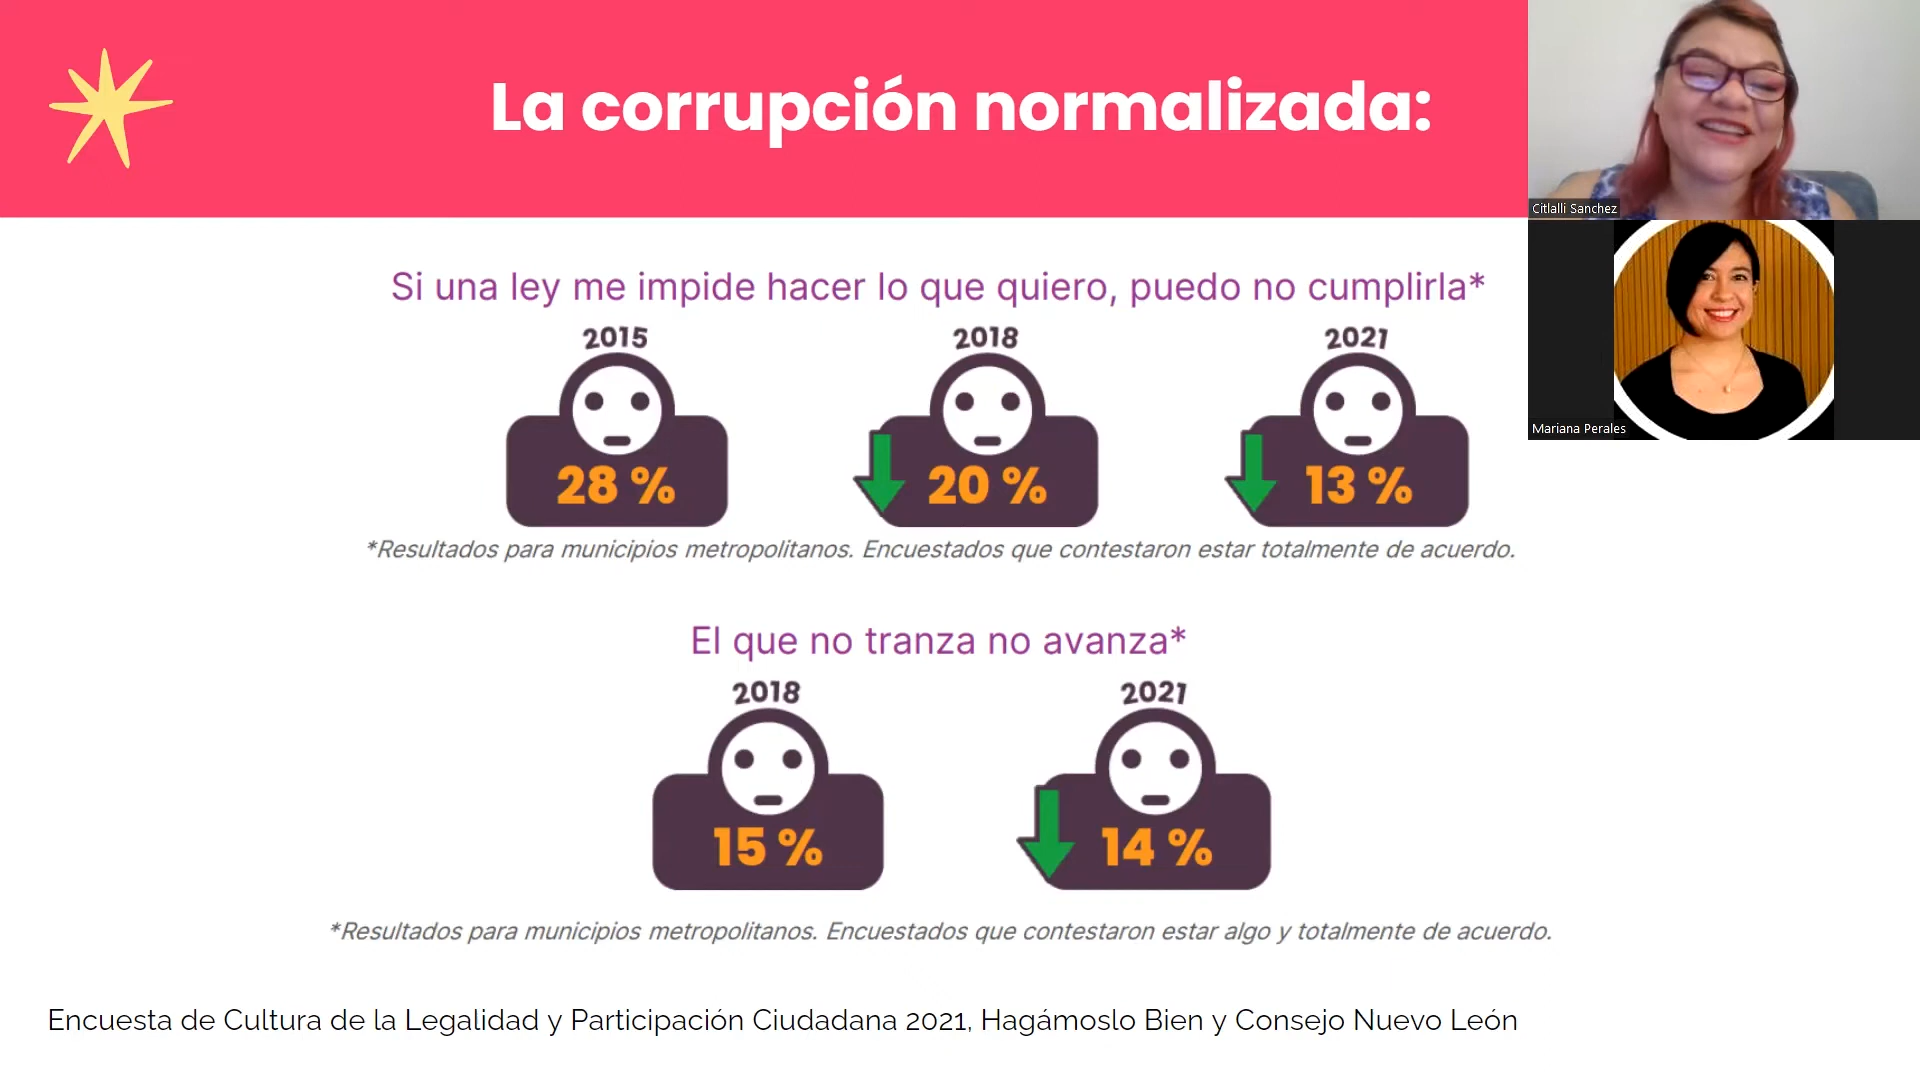 La corrupción normalizada:
Citlalli Sanchez
Mariana Perales
Si una ley me impide hacer lo que quiero, puedo no cumplirla*
2015 2018 2021
28 % 20 % 13 %
*Resultados para municipios metropolitanos. Encuestados que contestaron estar totalmente de acuerdo.
El que no tranza no avanza*
2018 2021
15 % 14 %
*Resultados para municipios metropolitanos. Encuestados que contestaron estar algo y totalmente de acuerdo.
Encuesta de Cultura de la Legalidad y Participación Ciudadana 2021, Hagámoslo Bien y Consejo Nuevo León